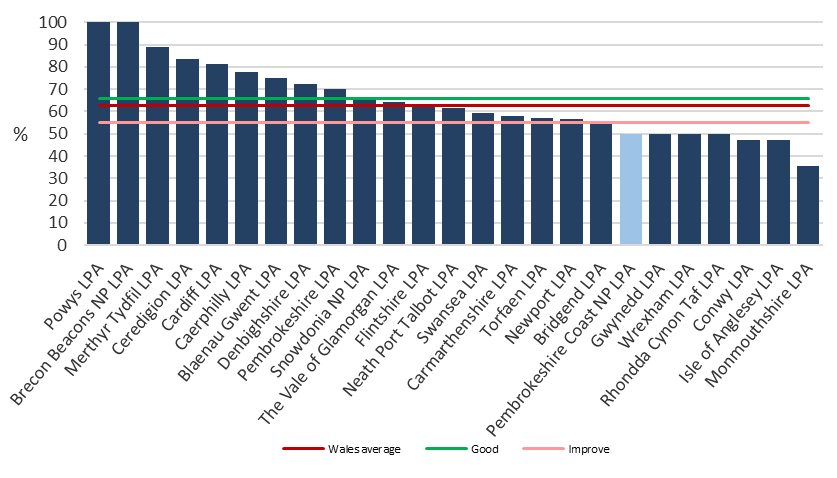 100
90
80
70
60
50
40
30
20
10
0
%
Powys LPA
Brecon Beacons NP LPA
Merthyr Tydfil LPA
Ceredigion LPA
Cardiff LPA
Caerphilly LPA
Blaenau Gwent LPA
Denbighshire LPA
Pembrokeshire LPA
Snowdonia NP LPA
The Vale of Glamorgan LPA
Flintshire LPA
Neath Port Talbot LPA
Swansea LPA
Carmarthenshire LPA
Torfaen LPA
Newport LPA
Bridgend LPA
Pembrokeshire Coast NP LPA
Gwynedd LPA
Wrexham LPA
Rhondda Cynon Taf LPA
Conwy LPA
Isle of Anglesey LPA
Monmouthshire LPA
Wales average Good Improve